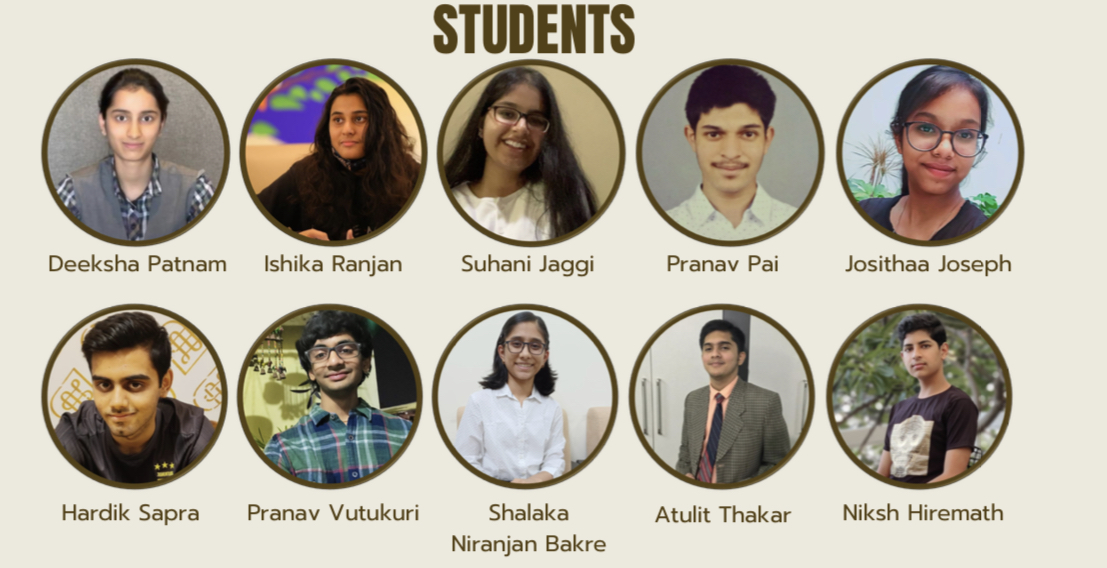 STUDENTS
Deeksha Patnam
Ishika Ranjan
Suhani Jaggi
Pranav Pai
Josithaa Joseph
Hardik Sapra
Pranav Vutukuri
Shalaka
Niranjan Bakre
Atulit Thakar
Niksh Hiremath